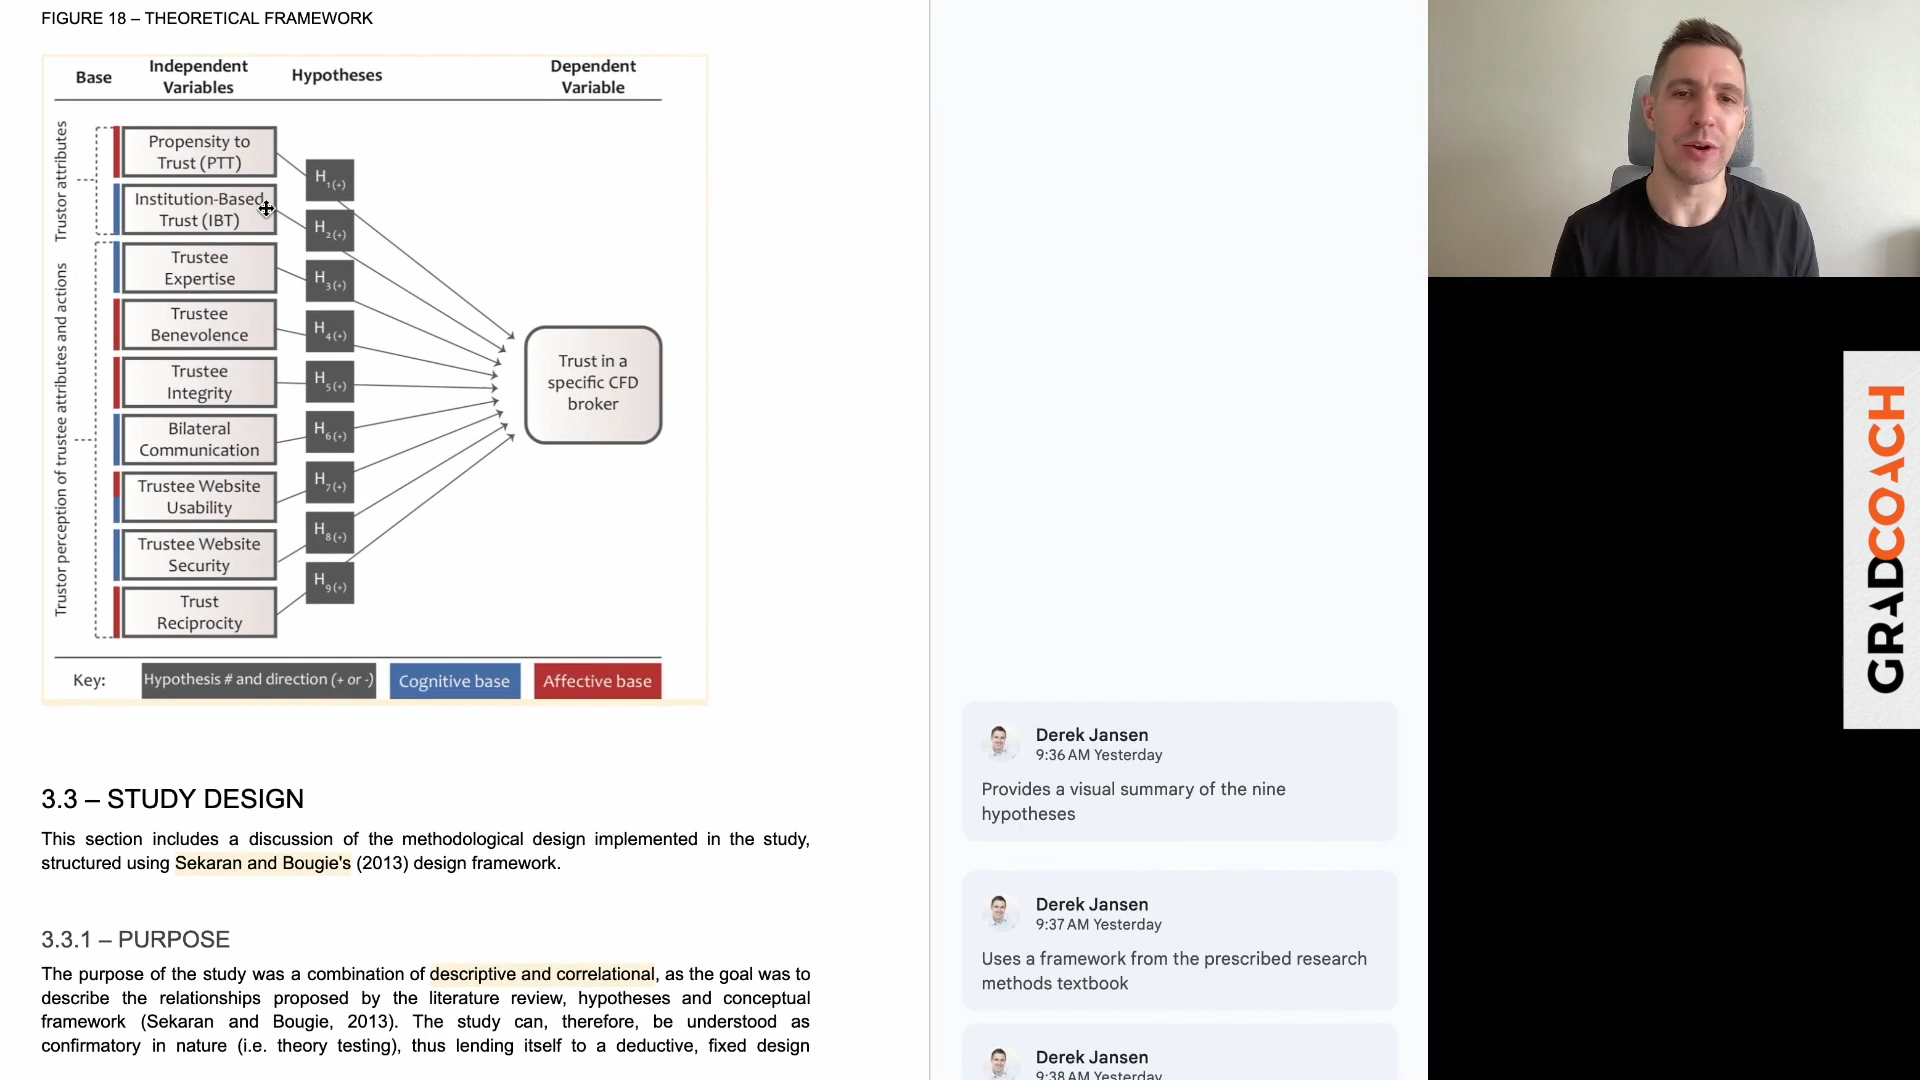 FIGURE 18 – THEORETICAL FRAMEWORK
Base
Independent
Variables
Hypotheses
Dependent
Variable
Trustor attributes
Trustor perception of trustee attributes and actions
Propensity to
Trust (PTT)
Institution-Based
Trust (IBT)
Trustee
Expertise
Trustee
Benevolence
Trustee
Integrity
Bilateral
Communication
Trustee Website
Usability
Trustee Website
Security
Trust
Reciprocity
H1(+)
H2(+)
H3(+)
H4(+)
H5(+)
H6(+)
H7(+)
H8(+)
H9(+)
Trust in a
specific CFD
broker
Key:
Hypothesis # and direction (+ or -)
Cognitive base
Affective base
3.3 – STUDY DESIGN
This section includes a discussion of the methodological design implemented in the study,
structured using Sekaran and Bougie's (2013) design framework.
3.3.1 – PURPOSE
The purpose of the study was a combination of descriptive and correlational, as the goal was to
describe the relationships proposed by the literature review, hypotheses and conceptual
framework (Sekaran and Bougie, 2013). The study can, therefore, be understood as
confirmatory in nature (i.e. theory testing), thus lending itself to a deductive, fixed design
Derek Jansen
9:36 AM Yesterday
Provides a visual summary of the nine
hypotheses
Derek Jansen
9:37 AM Yesterday
Uses a framework from the prescribed research
methods textbook
Derek Jansen
9:38 AM Yesterday
GRADCOACH